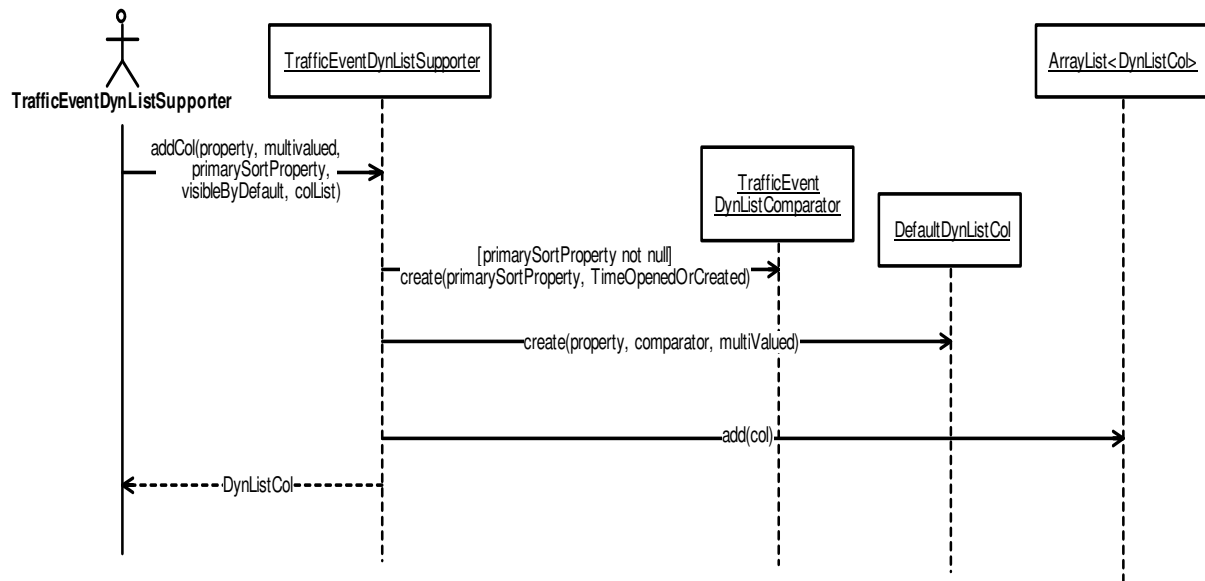 TrafficEventDynListSupporter
ArrayList<DynListCol>
TrafficEventDynListSupporter
addCol(property, multivalued,
primarySortProperty,
visibleByDefault, colList)
TrafficEvent
DynListComparator
DefaultDynListCol
[primarySortProperty not null]
create(primarySortProperty, TimeOpenedOrCreated)
create(property, comparator, multiValued)
add(col)
DynListCol